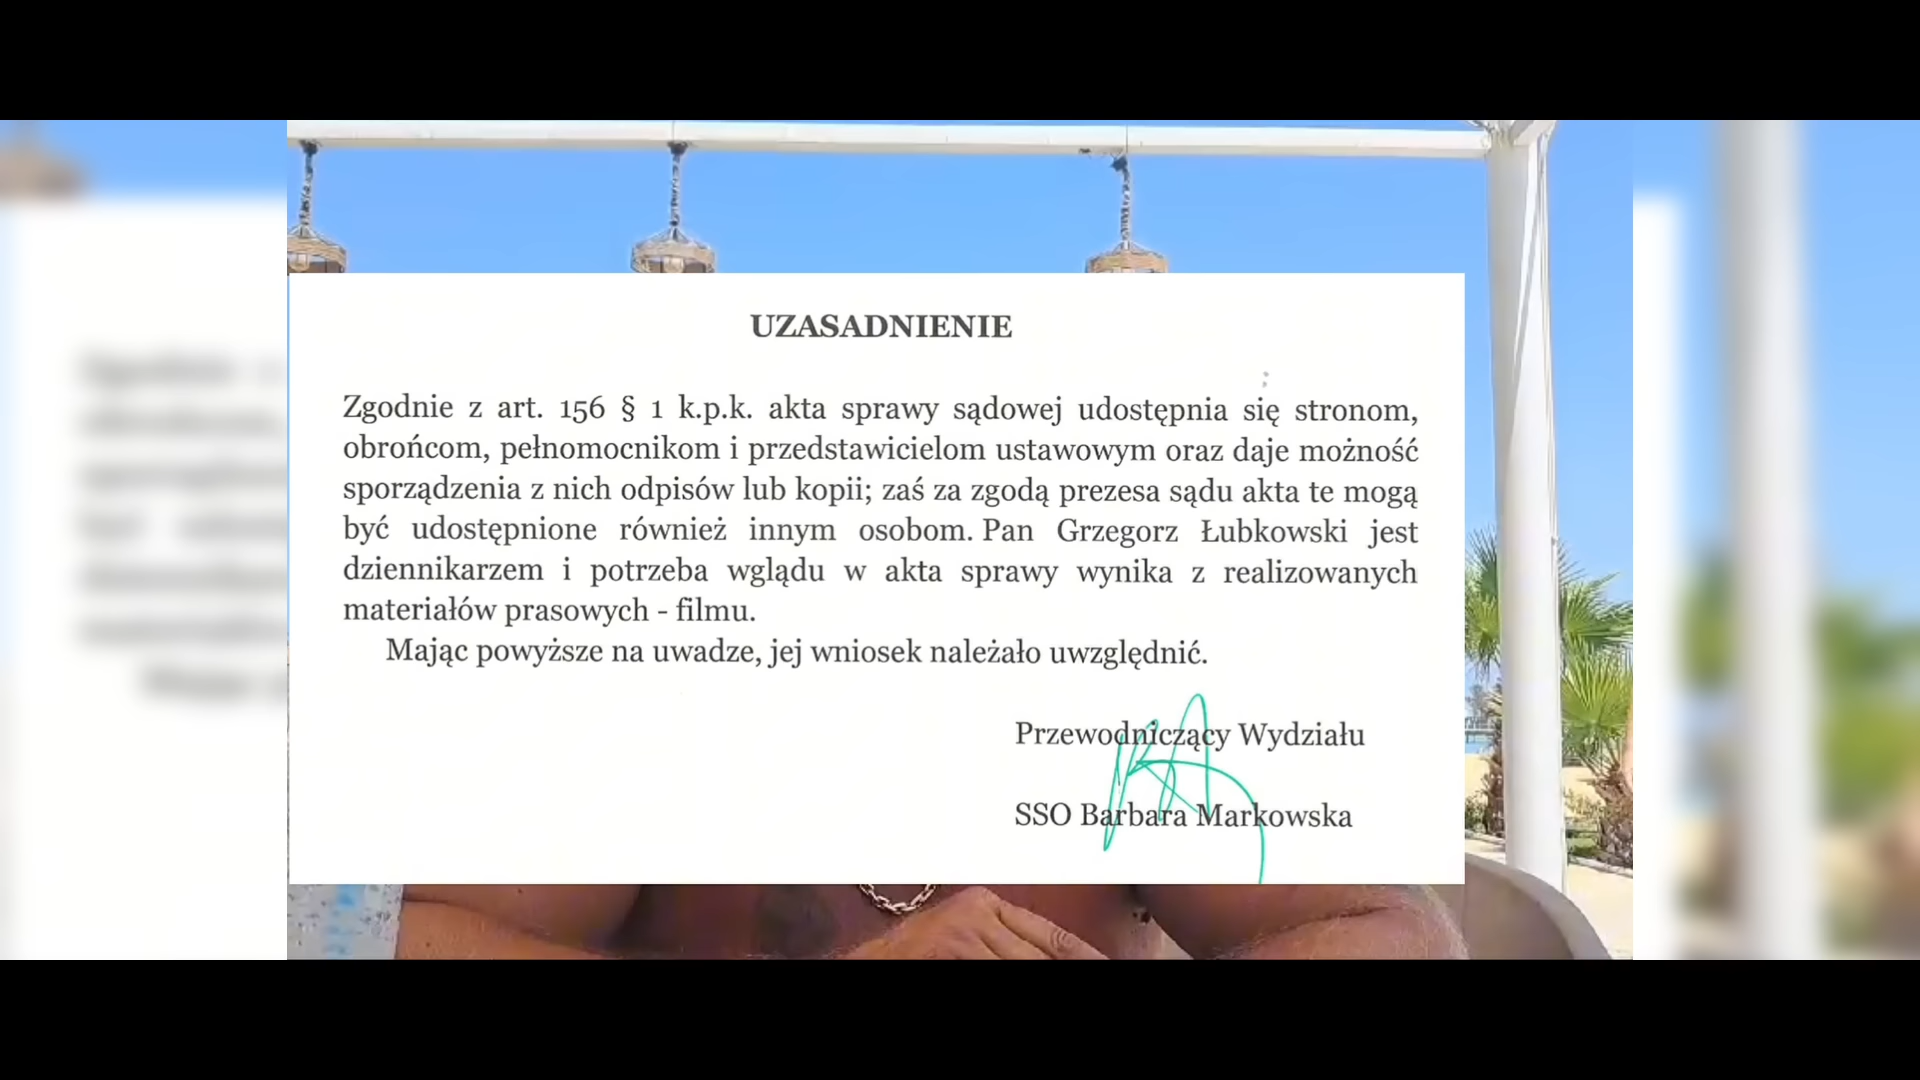 UZASADNIENIE
Zgodnie z art. 156 § 1 k.p.k. akta sprawy sądowej udostępnia się stronom,
obrońcom, pełnomocnikom i przedstawicielom ustawowym oraz daje możność
sporządzenia z nich odpisów lub kopii; zaś za zgodą prezesa sądu akta te mogą
być udostępnione również innym osobom. Pan Grzegorz Łubkowski jest
dziennikarzem i potrzeba wglądu w akta sprawy wynika z realizowanych
materiałów prasowych - filmu.
Mając powyższe na uwadze, jej wniosek należało uwzględnić.
Przewodniczący Wydziału
SSO Barbara Markowska